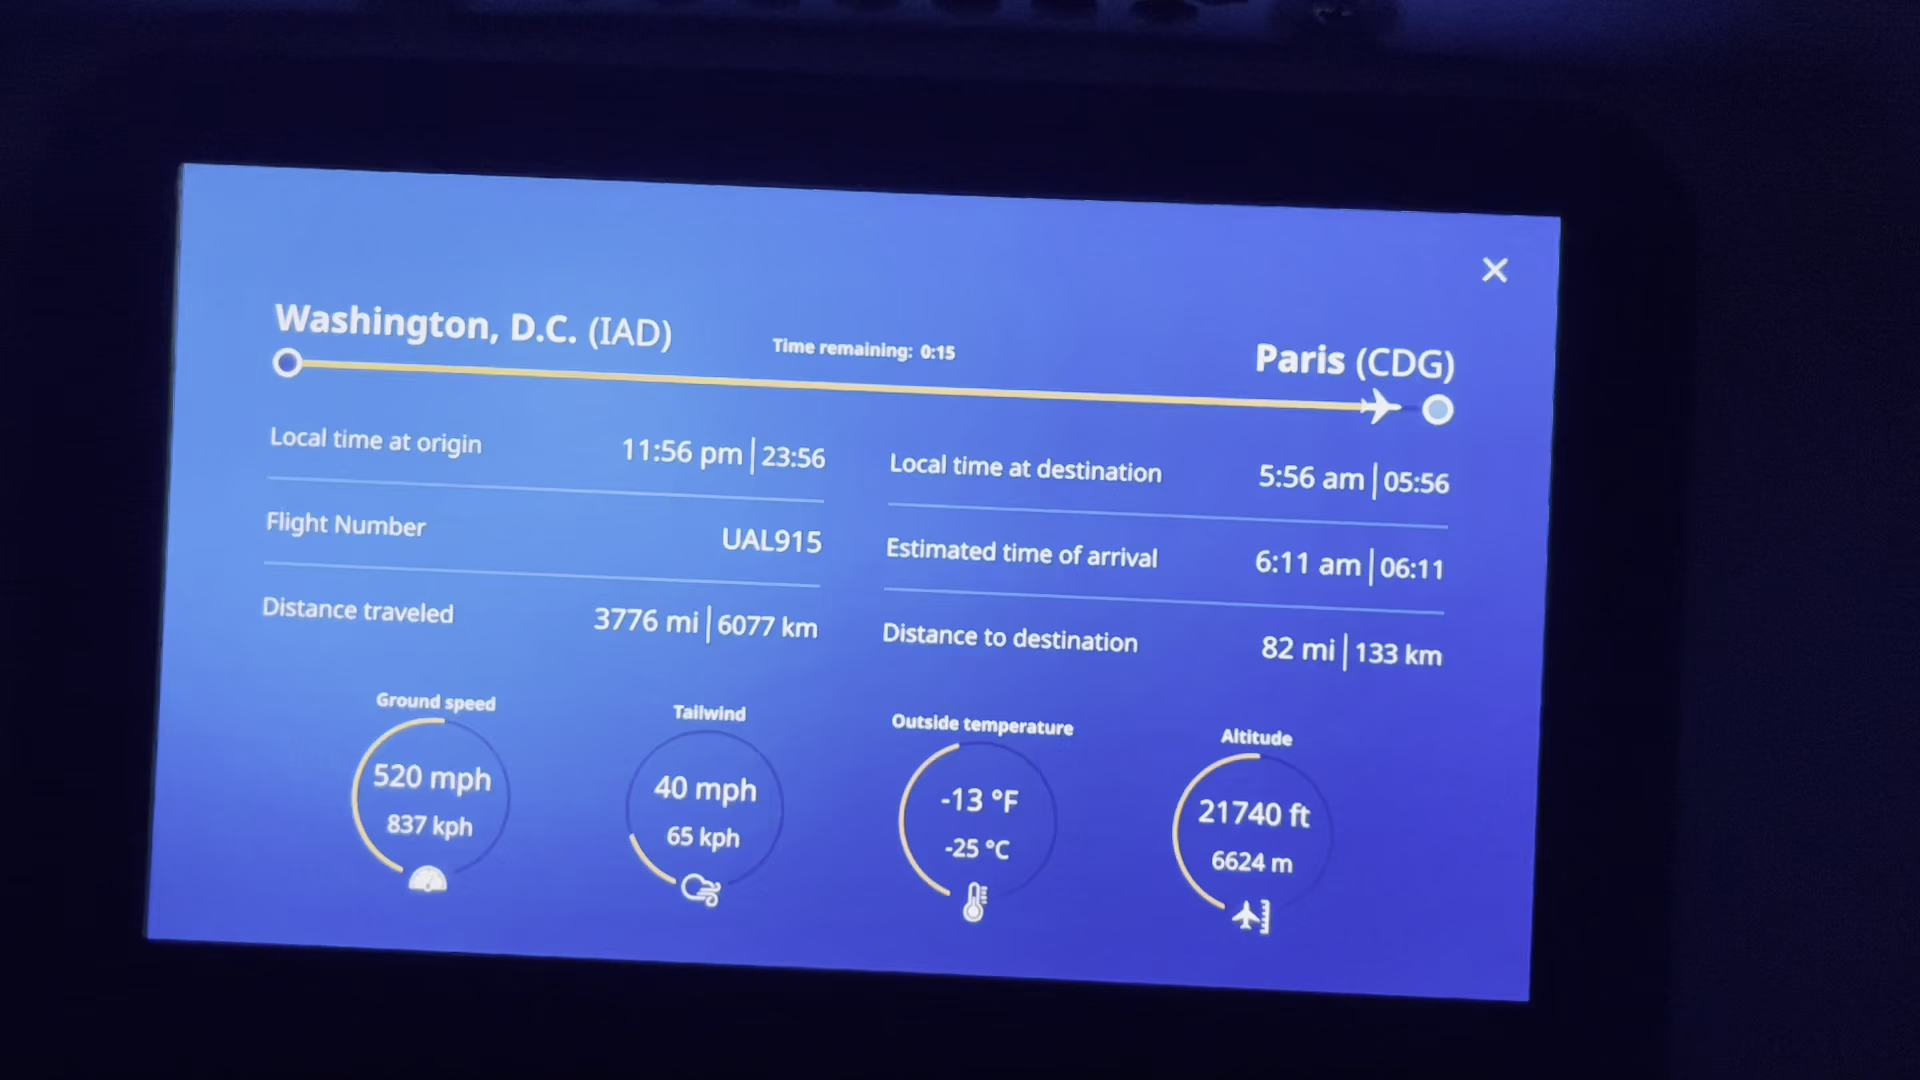 Washington, D.C. (IAD)
Time remaining: 0:15
Paris (CDG)
Local time at origin 11:56 pm | 23:56
Local time at destination 5:56 am | 05:56
Flight Number UAL915
Estimated time of arrival 6:11 am | 06:11
Distance traveled 3776 mi | 6077 km
Distance to destination 82 mi | 133 km
Ground speed
520 mph
837 kph
Tailwind
40 mph
65 kph
Outside temperature
-13 °F
-25 °C
Altitude
21740 ft
6624 m